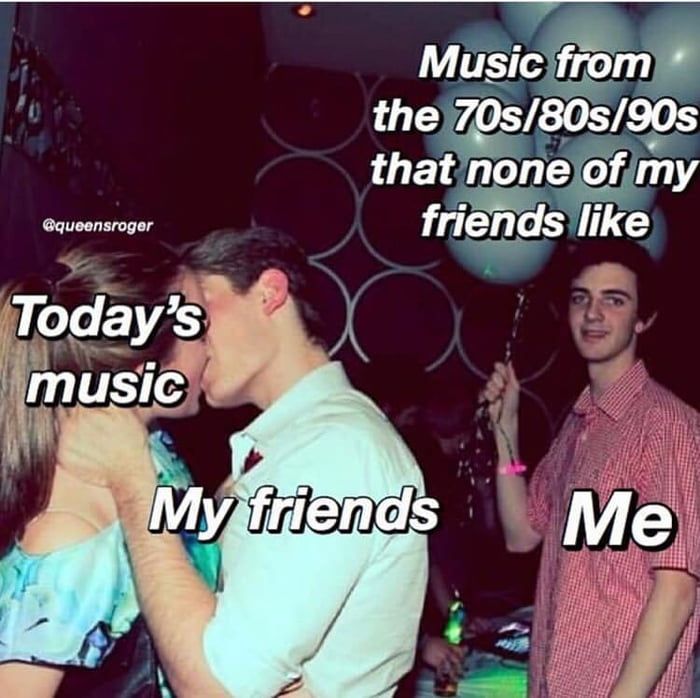 Music from
the 70s/80s/90s
that none of my
friends like
@queensroger
Today's
music
My friends
Me